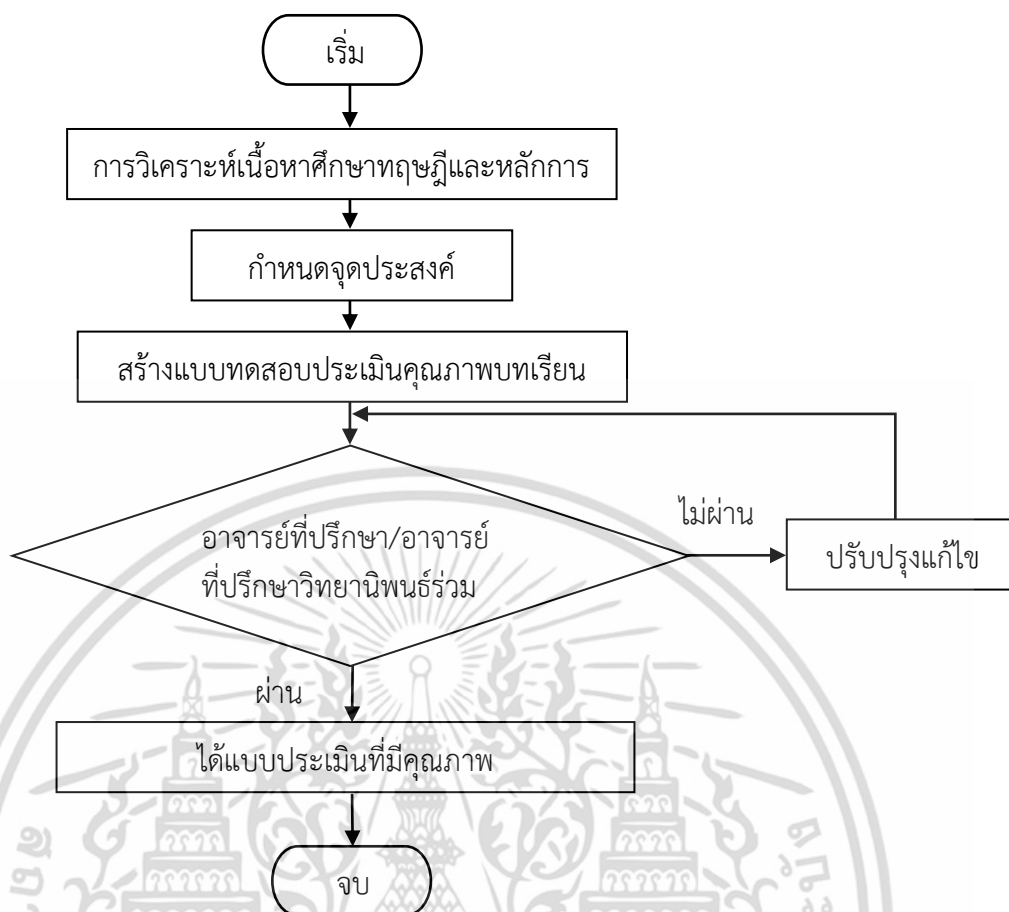 เริ่ม
การวิเคราะห์เนื้อหาศึกษาทฤษฎีและหลักการ
กำหนดจุดประสงค์
สร้างแบบทดสอบประเมินคุณภาพบทเรียน
อาจารย์ที่ปรึกษา/อาจารย์
ที่ปรึกษาวิทยานิพนธ์ร่วม
ไม่ผ่าน
ปรับปรุงแก้ไข
ผ่าน
ได้แบบประเมินที่มีคุณภาพ
จบ